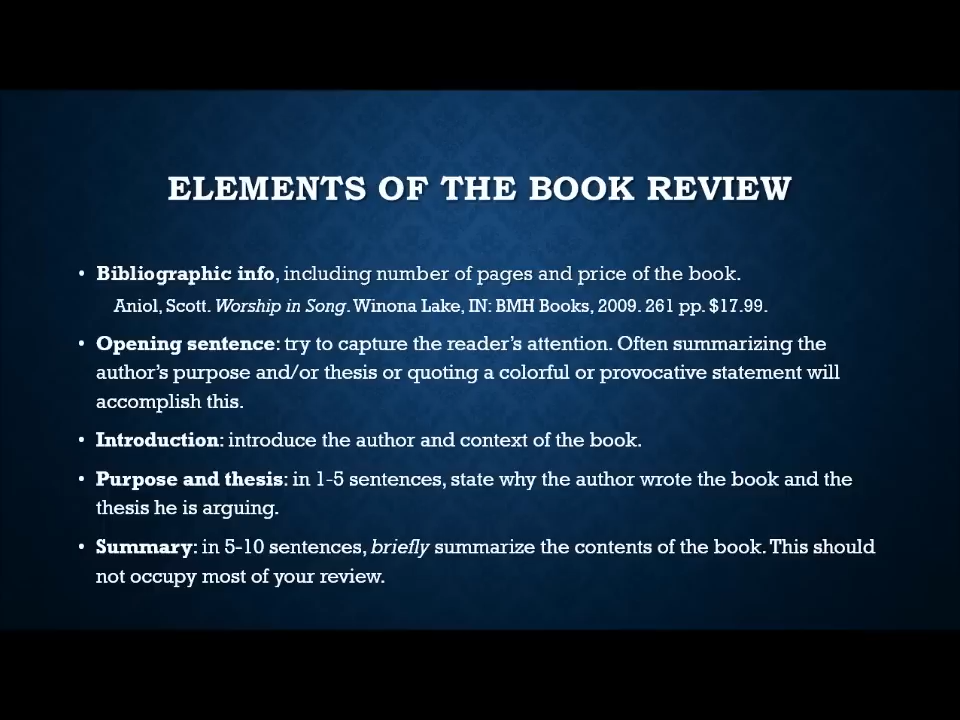 ELEMENTS OF THE BOOK REVIEW
• Bibliographic info, including number of pages and price of the book.
Aniol, Scott. Worship in Song. Winona Lake, IN: BMH Books, 2009. 261 pp. $17.99.
• Opening sentence: try to capture the reader’s attention. Often summarizing the
author’s purpose and/or thesis or quoting a colorful or provocative statement will
accomplish this.
• Introduction: introduce the author and context of the book.
• Purpose and thesis: in 1-5 sentences, state why the author wrote the book and the
thesis he is arguing.
• Summary: in 5-10 sentences, briefly summarize the contents of the book. This should
not occupy most of your review.